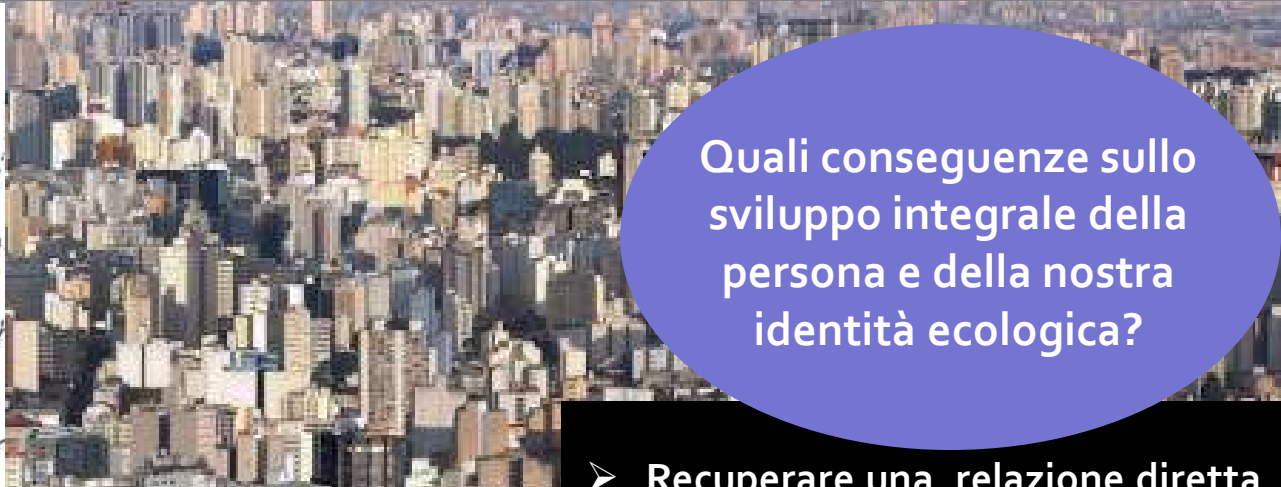 Quali conseguenze sullo
sviluppo integrale della
persona e della nostra
identità ecologica?
➢ Recuperare una relazione diretta